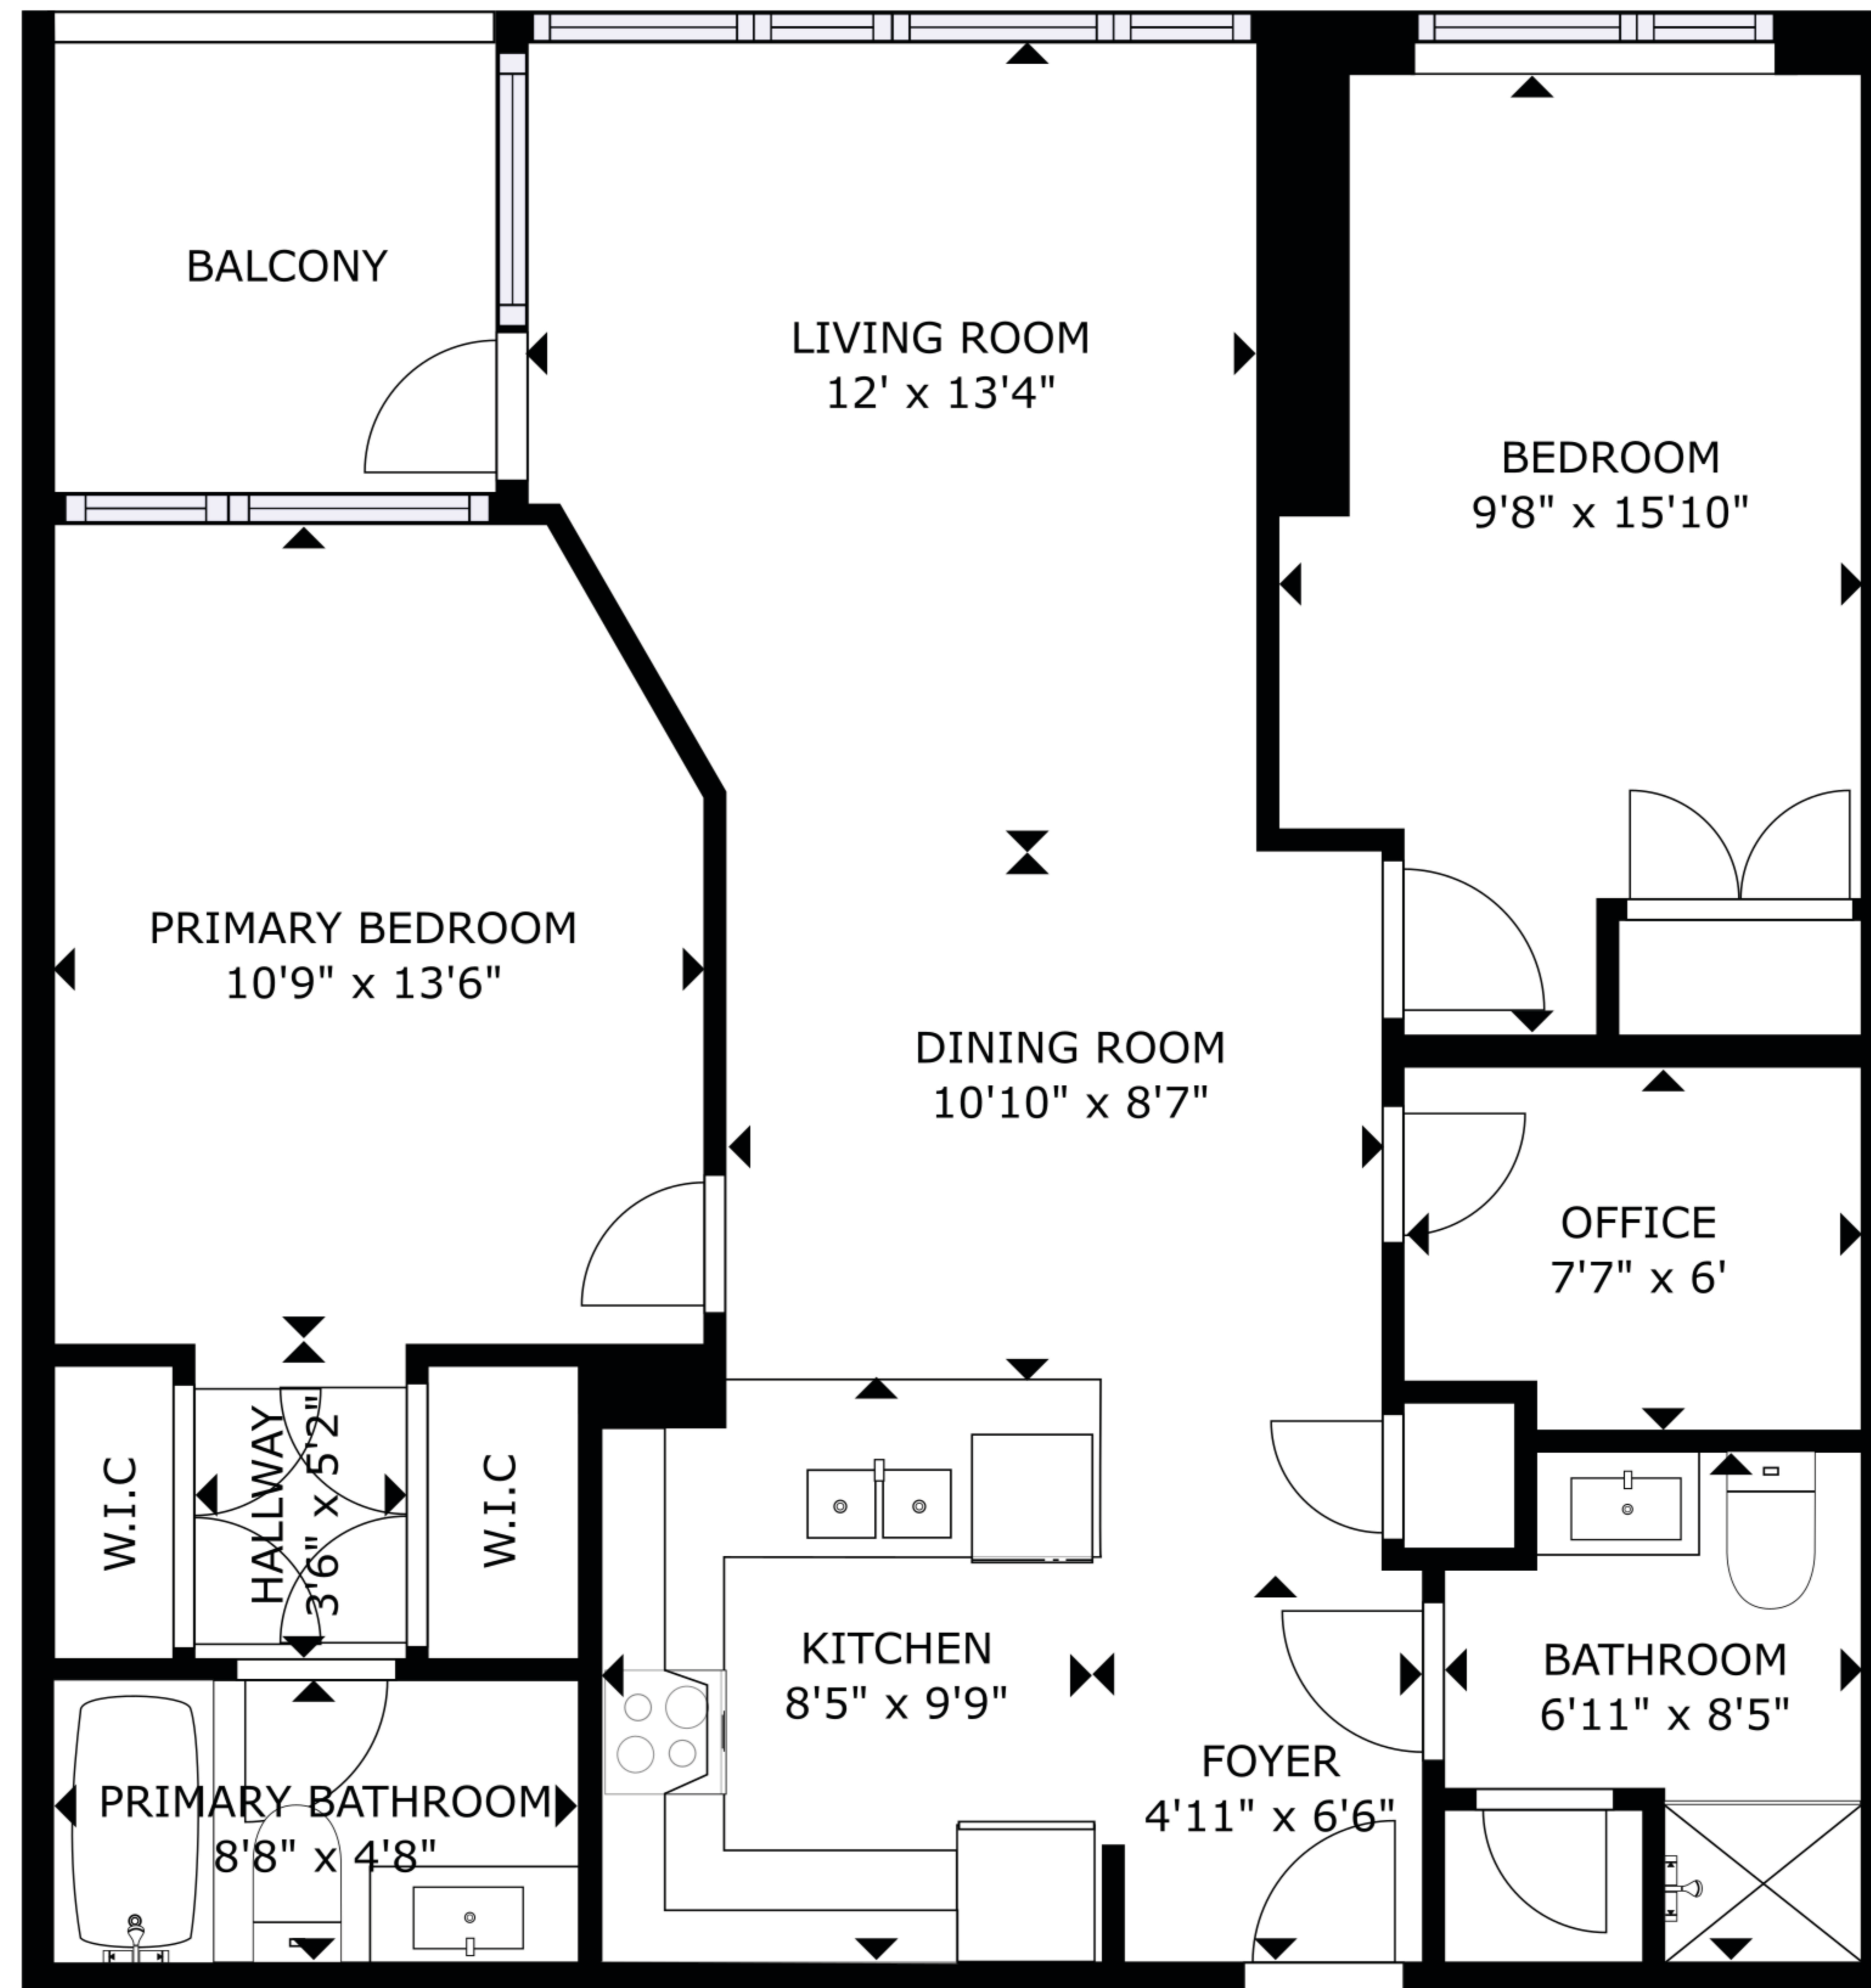 BALCONY
LIVING ROOM
12' x 13'4"
BEDROOM
9'8" x 15'10"
PRIMARY BEDROOM
10'9" x 13'6"
DINING ROOM
10'10" x 8'7"
OFFICE
7'7" x 6'
W.I.C
HALLWAY
3'6" x 5'2"
W.I.C
KITCHEN
8'5" x 9'9"
BATHROOM
6'11" x 8'5"
FOYER
4'11" x 6'6"
PRIMARY BATHROOM
8'8" x 4'8"